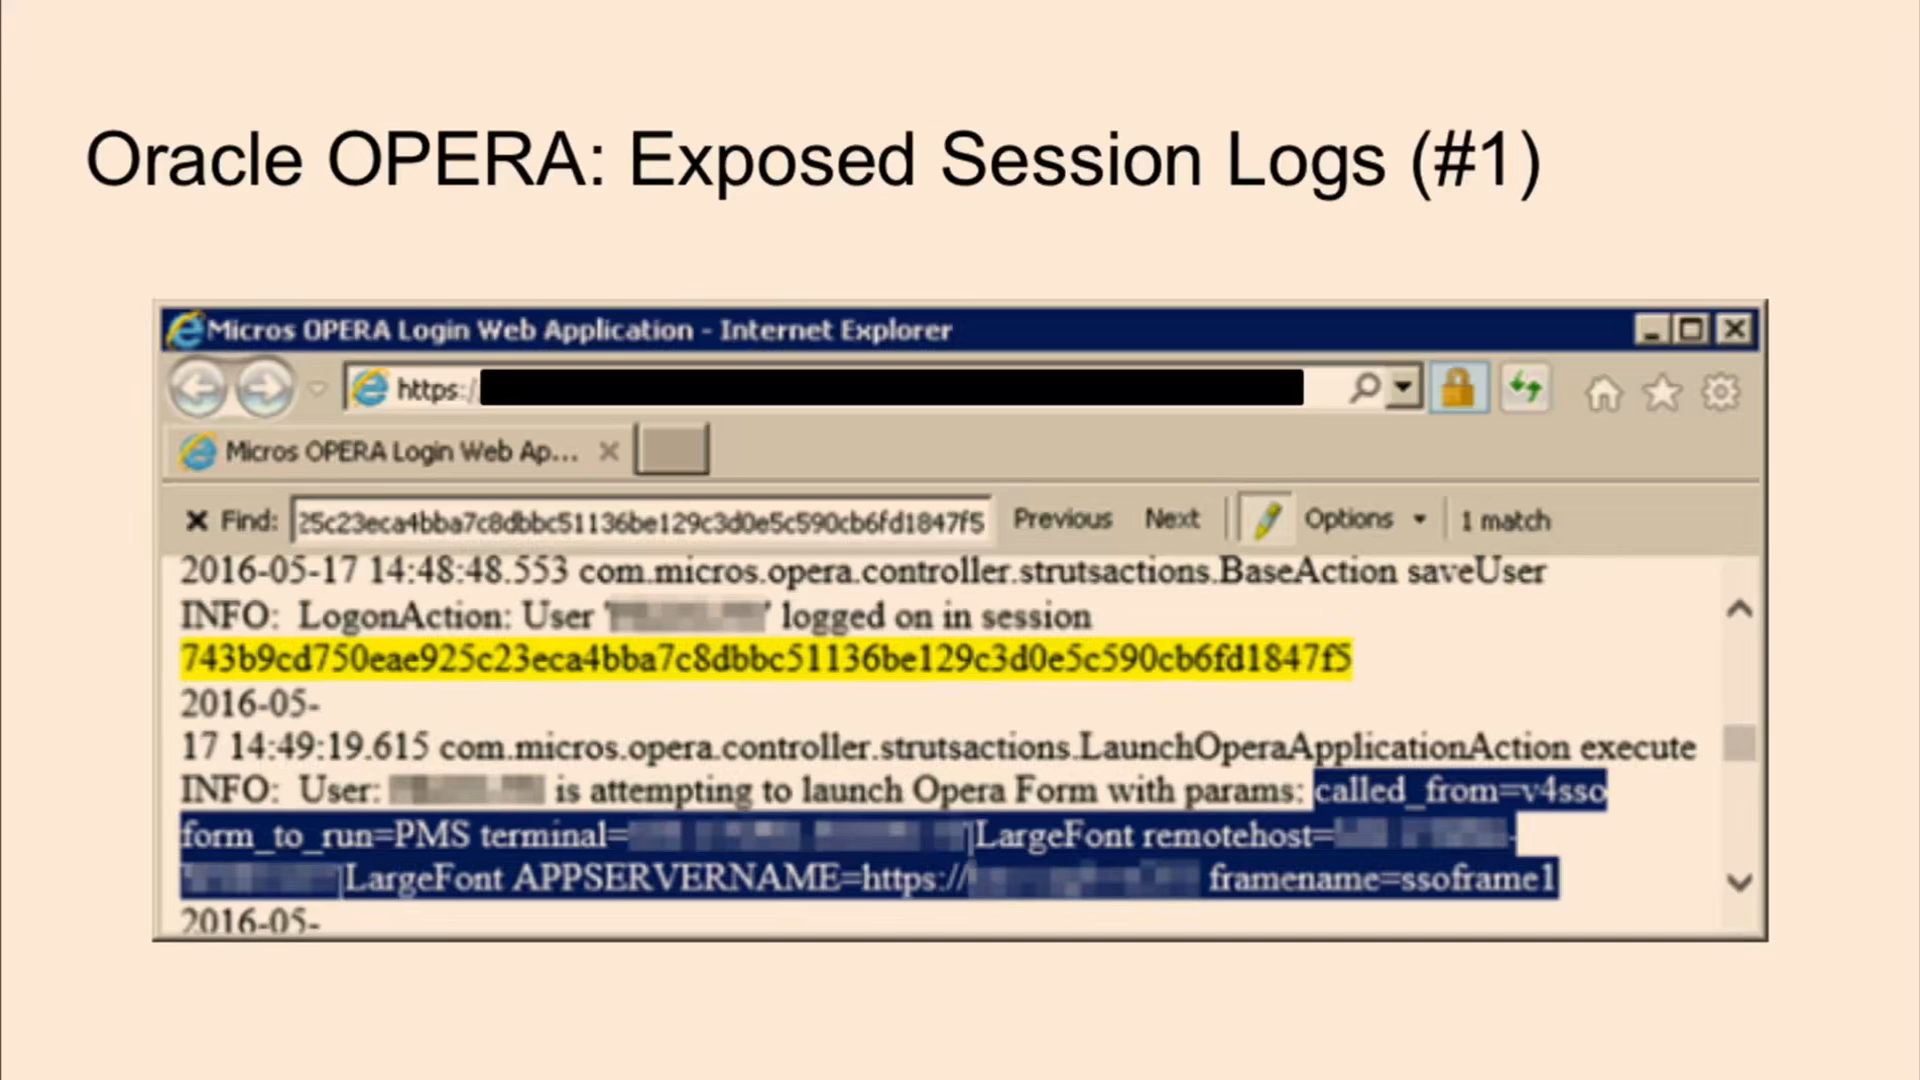 Oracle OPERA: Exposed Session Logs (#1)
Micros OPERA Login Web Application - Internet Explorer
https:/
Micros OPERA Login Web Ap...
Find: 25c23eca4bba7c8dbbc51136be129c3d0e5c590cb6fd1847f5 Previous Next Options 1 match
2016-05-17 14:48:48.553 com.micros.opera.controller.strutsactions.BaseAction saveUser
INFO: LogonAction: User '' logged on in session
743b9cd750eae925c23eca4bba7c8dbbc51136be129c3d0e5c590cb6fd1847f5
2016-05-
17 14:49:19.615 com.micros.opera.controller.strutsactions.LaunchOperaApplicationAction execute
INFO: User: is attempting to launch Opera Form with params: called_from=v4sso
form_to_run=PMS terminal= |LargeFont remotehost= -
|LargeFont APPSERVERNAME=https:// framename=ssoframe1
2016-05-